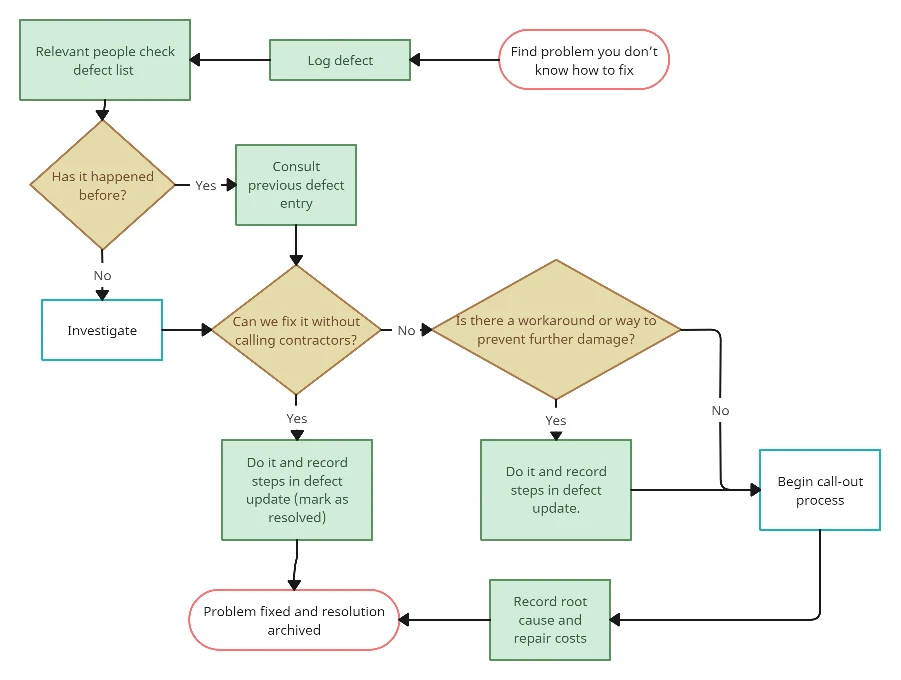 Relevant people check
defect list
Log defect
Find problem you don't
know how to fix
Has it happened
before?
Yes
Consult
previous defect
entry
No
Investigate
Can we fix it without
calling contractors?
No
Is there a workaround or way to
prevent further damage?
No
Yes
Yes
Do it and record
steps in defect
update (mark as
resolved)
Do it and record
steps in defect
update.
Begin call-out
process
Problem fixed and resolution
archived
Record root
cause and
repair costs